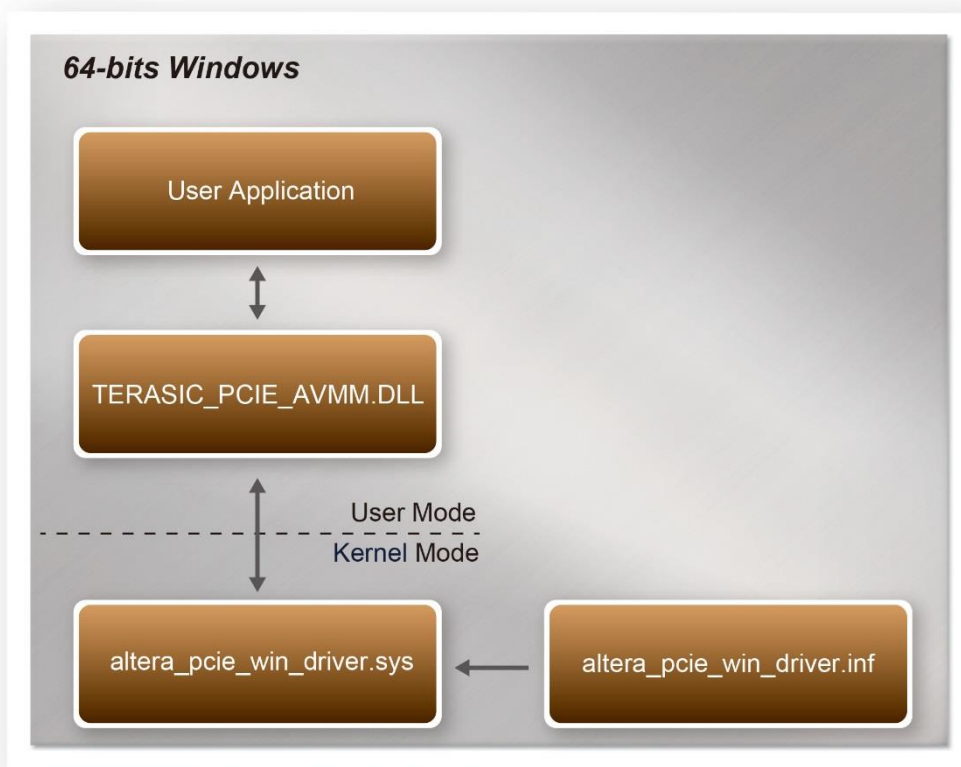 64-bits Windows
User Application
TERASIC_PCIE_AVMM.DLL
User Mode
Kernel Mode
altera_pcie_win_driver.sys
altera_pcie_win_driver.inf